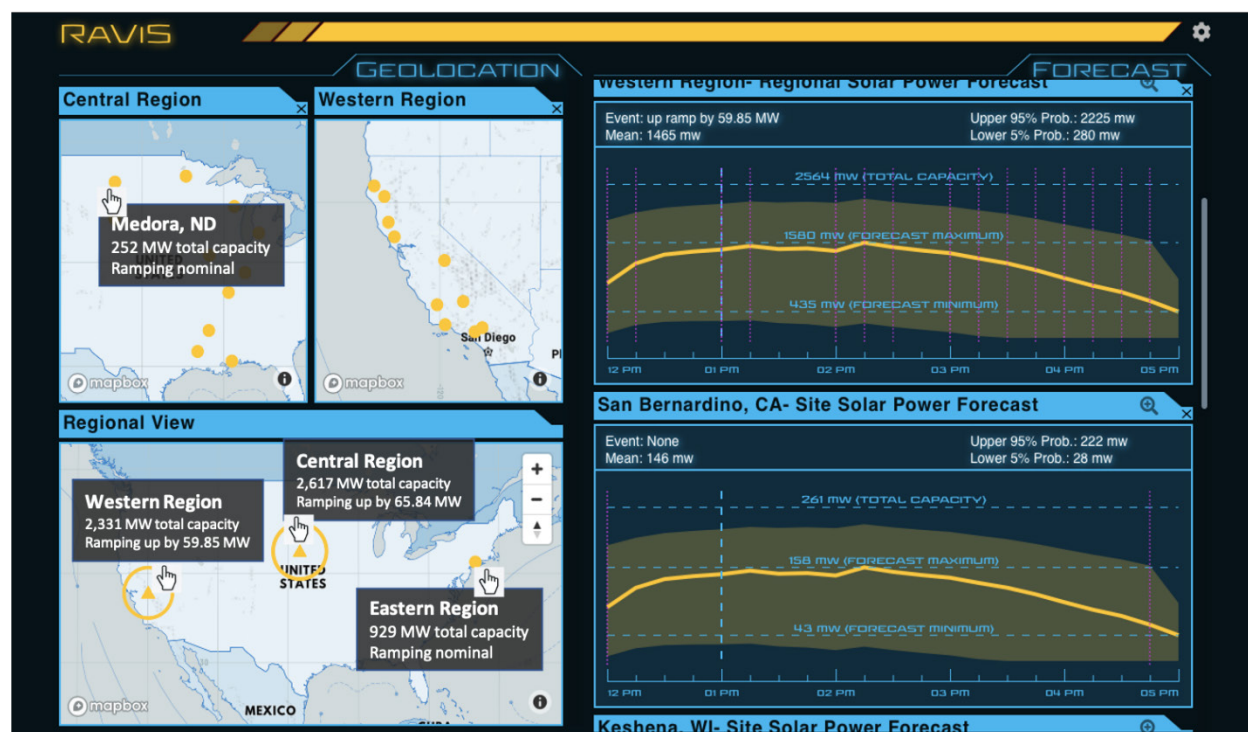 RAVIS
GEOLOCATION
FORECAST
Central Region
Western Region
Medora, ND
252 MW total capacity
UNITED
STATES
Ramping nominal
mapbox
San Diego
mapbox
Regional View
Central Region
2,617 MW total capacity
Ramping up by 65.84 MW
Western Region
2,331 MW total capacity
Ramping up by 59.85 MW
UNITED
STATES
Eastern Region
929 MW total capacity
Ramping nominal
mapbox
MEXICO
Western Region- Regional Solar Power Forecast
Event: up ramp by 59.85 MW
Upper 95% Prob.: 2225 mw
Mean: 1465 mw
Lower 5% Prob.: 280 mw
2564 MW (TOTAL CAPACITY)
1580 MW (FORECAST MAXIMUM)
435 MW (FORECAST MINIMUM)
12 PM 01 PM 02 PM 03 PM 04 PM 05 PM
San Bernardino, CA- Site Solar Power Forecast
Event: None
Upper 95% Prob.: 222 mw
Mean: 146 mw
Lower 5% Prob.: 28 mw
261 MW (TOTAL CAPACITY)
158 MW (FORECAST MAXIMUM)
43 MW (FORECAST MINIMUM)
12 PM 01 PM 02 PM 03 PM 04 PM 05 PM
Keshena, WI- Site Solar Power Forecast